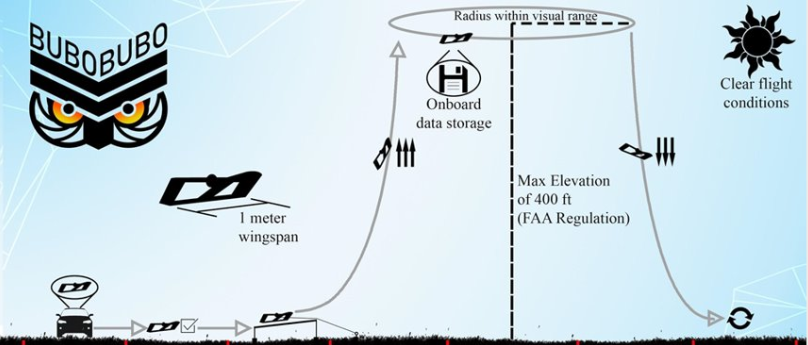 BUBOBUBO
Radius within visual range
Clear flight
conditions
Onboard
data storage
Max Elevation
of 400 ft
(FAA Regulation)
1 meter
wingspan